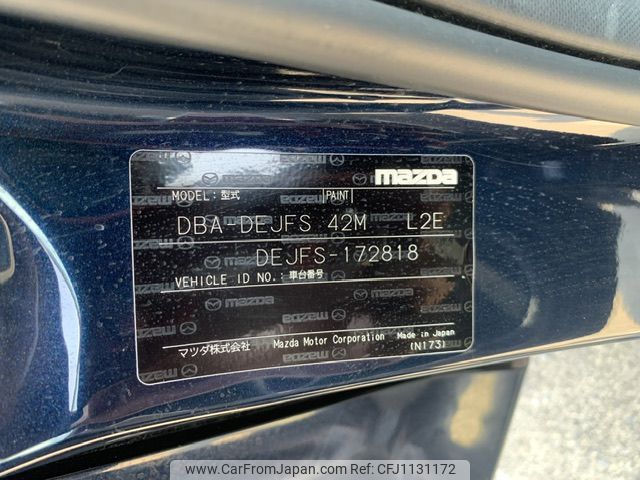 mazda
MODEL: 型式 |PAINT|
DBA-DEJFS 42M L2E
DEJFS-172818
VEHICLE ID NO.: 車台番号
マツダ株式会社 Mazda Motor Corporation Made in Japan
(N173)
www.CarFromJapan.com | Ref No.CFJ1131172